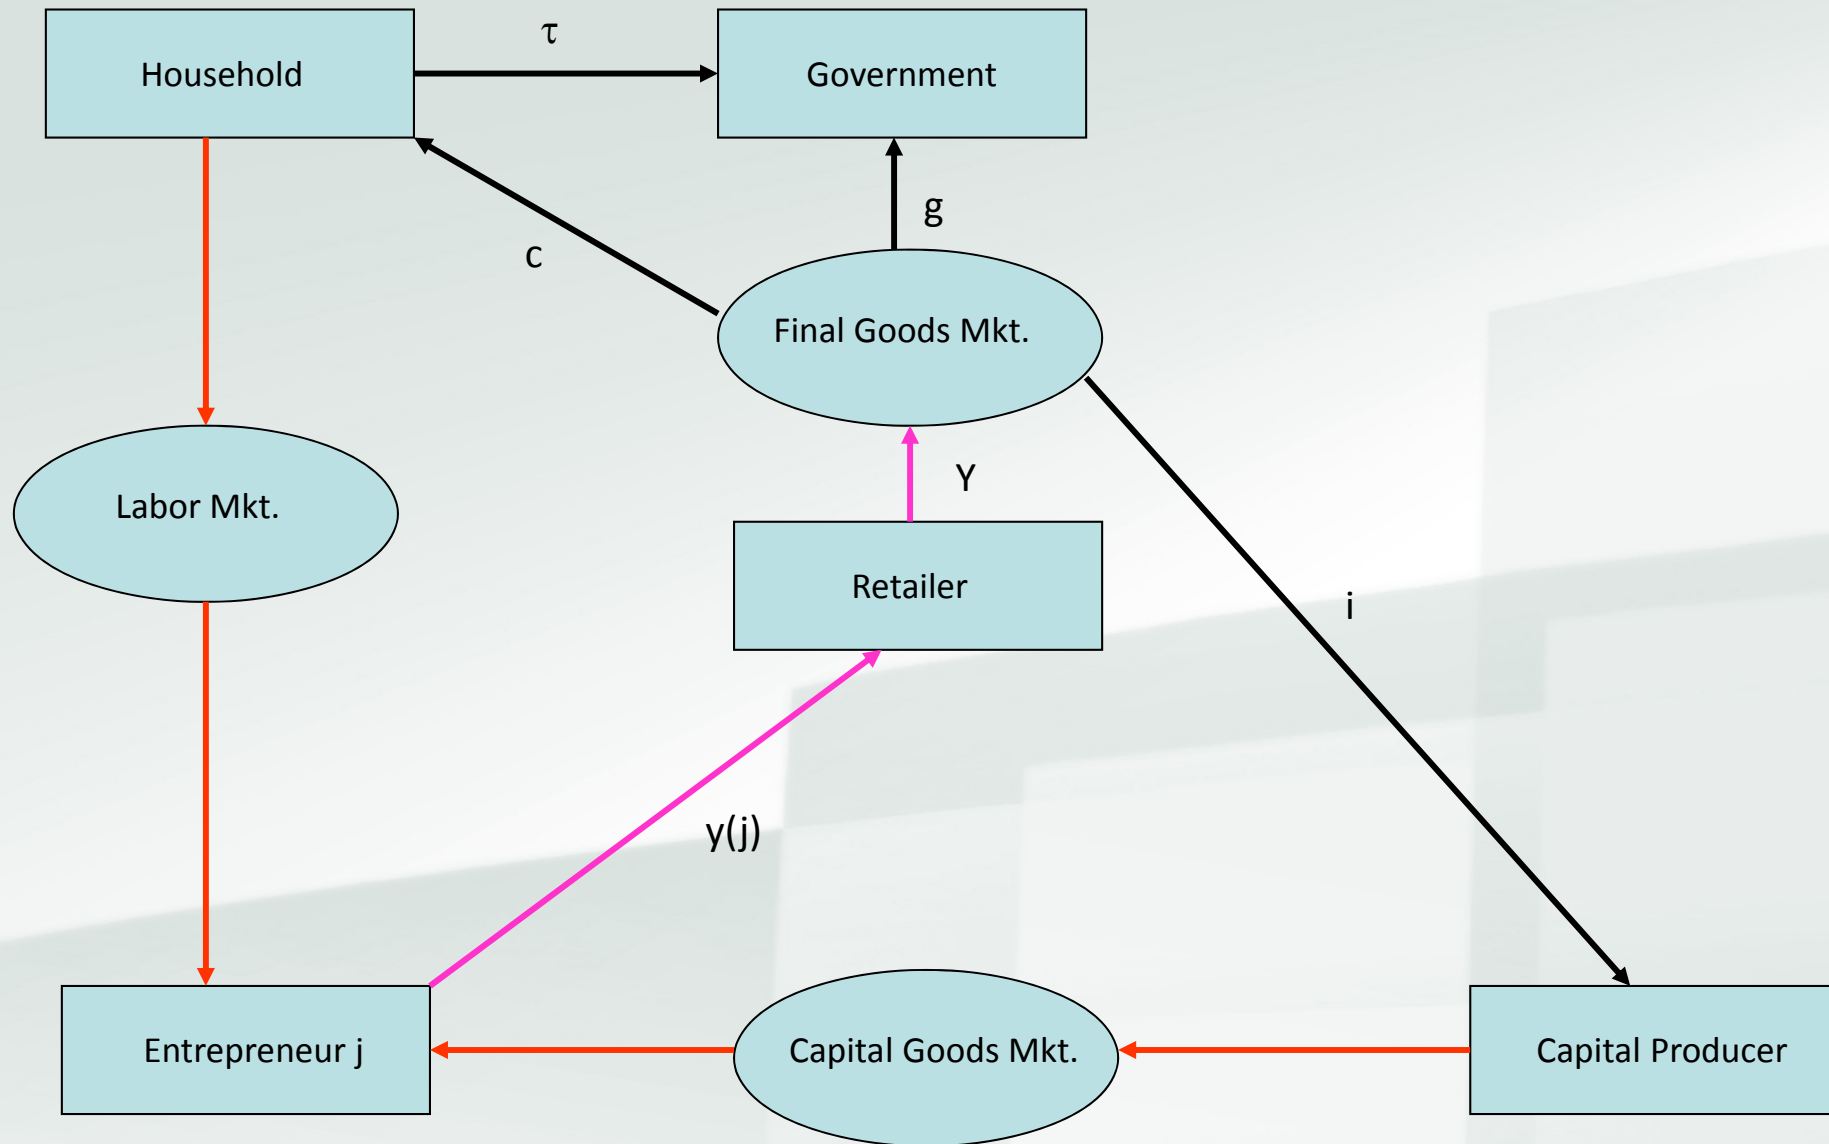 τ
Household
Government
g
c
Final Goods Mkt.
Y
Labor Mkt.
Retailer
i
y(j)
Entrepreneur j
Capital Goods Mkt.
Capital Producer